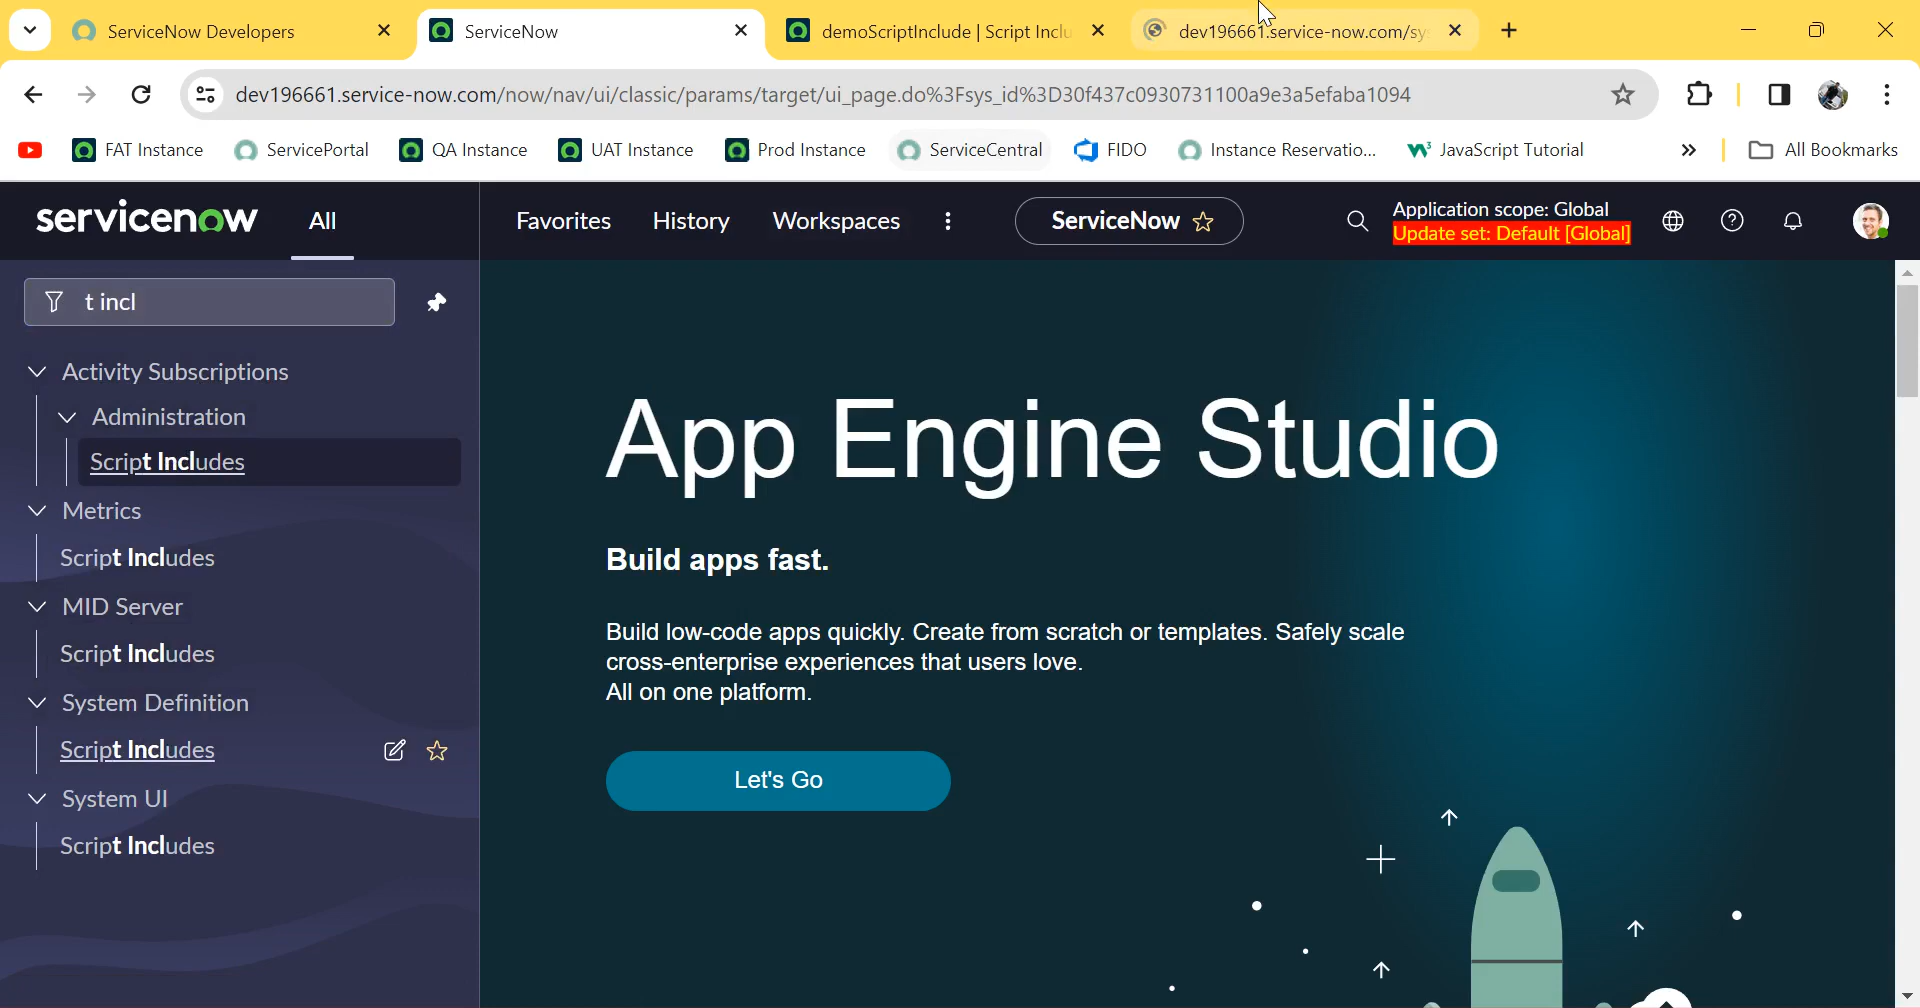 ServiceNow Developers
ServiceNow
demoScriptInclude | Script Inclu
dev196661.service-now.com/sy
dev196661.service-now.com/now/nav/ui/classic/params/target/ui_page.do%3Fsys_id%3D30f437c0930731100a9e3a5efaba1094
FAT Instance
ServicePortal
QA Instance
UAT Instance
Prod Instance
ServiceCentral
FIDO
Instance Reservatio...
JavaScript Tutorial
All Bookmarks
servicenow
All
Favorites
History
Workspaces
ServiceNow
Application scope: Global
Update set: Default [Global]
t incl
Activity Subscriptions
Administration
Script Includes
Metrics
Script Includes
MID Server
Script Includes
System Definition
Script Includes
System UI
Script Includes
App Engine Studio
Build apps fast.
Build low-code apps quickly. Create from scratch or templates. Safely scale
cross-enterprise experiences that users love.
All on one platform.
Let's Go